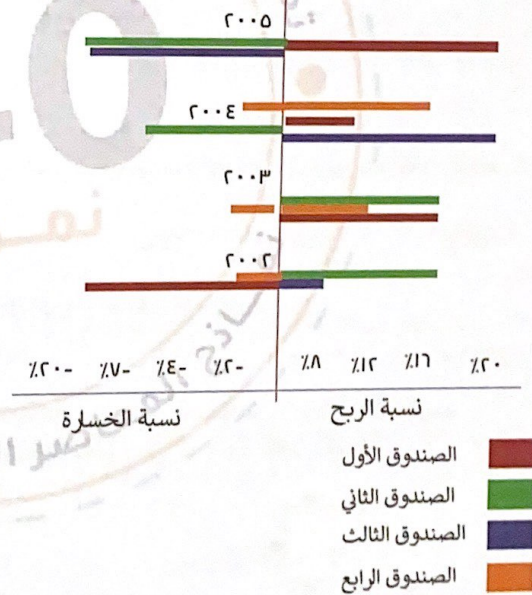 ٢٠٠٥
٢٠٠٤
٢٠٠٣
٢٠٠٢
٪٢٠- ٪٧- ٪٤- ٪٢- ٪٨ ٪١٢ ٪١٦ ٪٢٠
نسبة الربح
نسبة الخسارة
الصندوق الأول
الصندوق الثاني
الصندوق الثالث
الصندوق الرابع